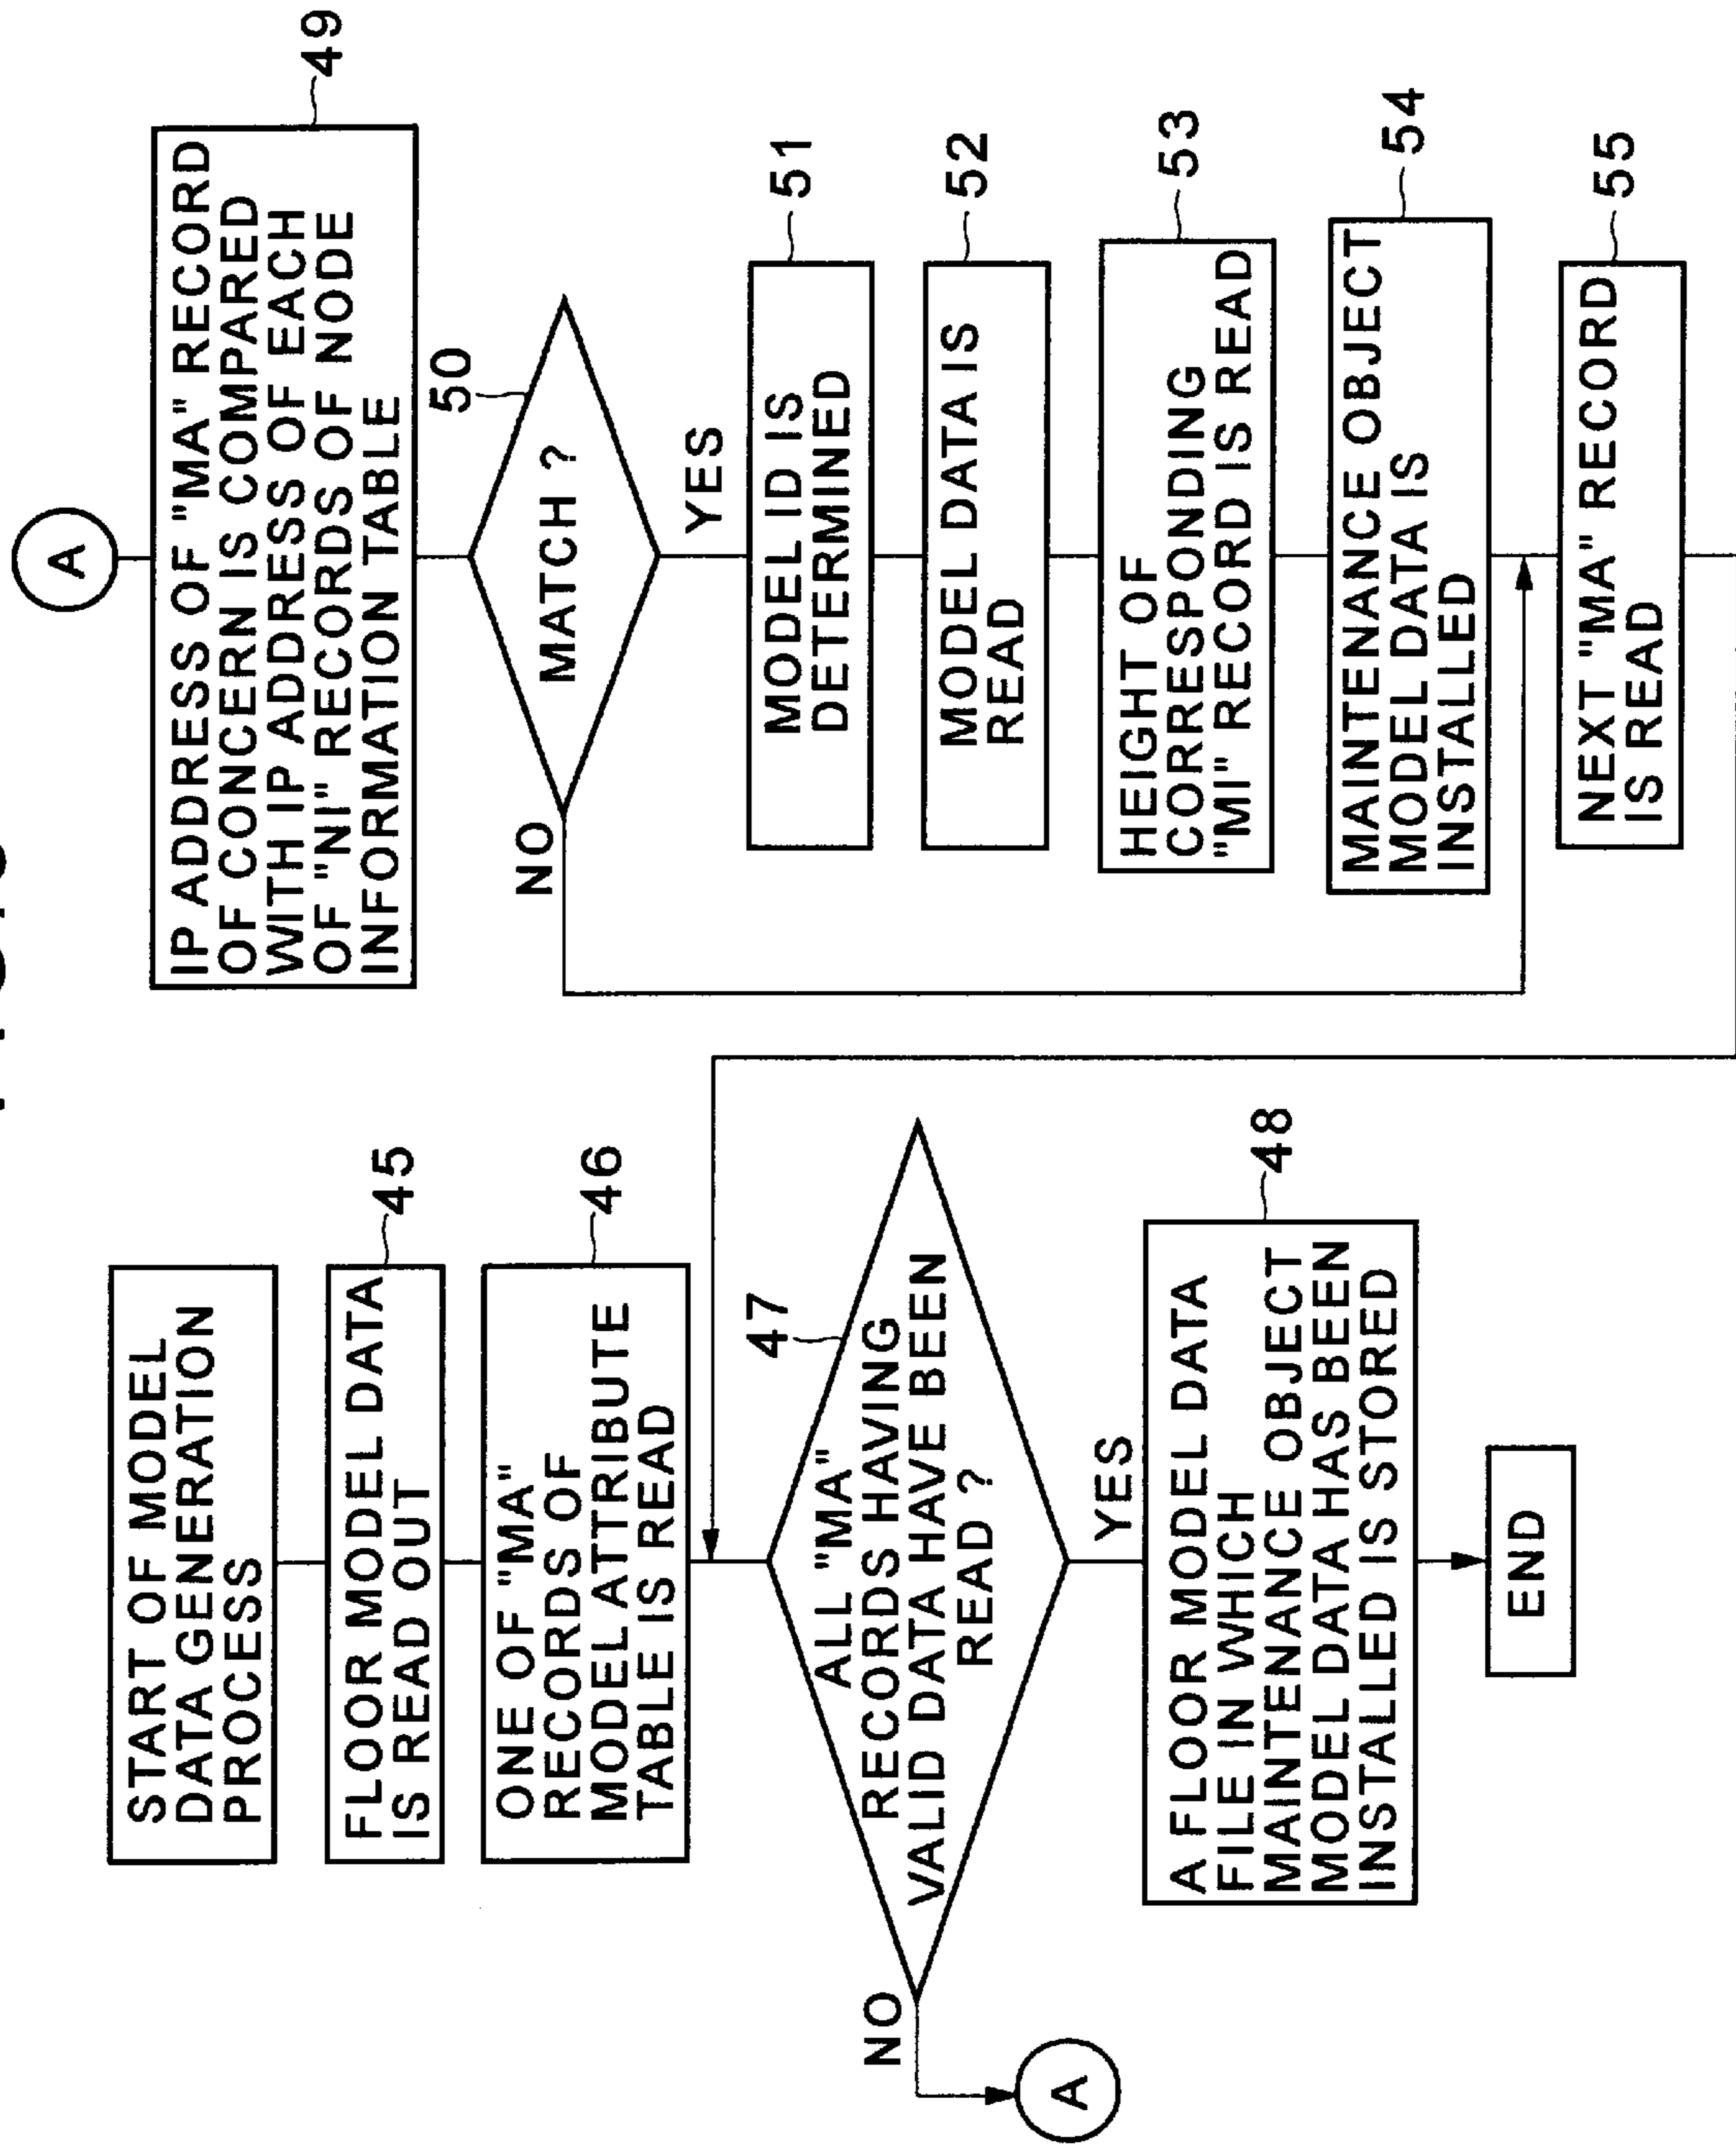 START OF MODEL
DATA GENERATION
PROCESS
45
FLOOR MODEL DATA
IS READ OUT
46
ONE OF "MA"
RECORDS OF
MODEL ATTRIBUTE
TABLE IS READ
47
ALL "MA"
RECORDS HAVING
VALID DATA HAVE BEEN
READ ?
NO
A
YES
48
A FLOOR MODEL DATA
FILE IN WHICH
MAINTENANCE OBJECT
MODEL DATA HAS BEEN
INSTALLED IS STORED
END
A
49
IP ADDRESS OF "MA" RECORD
OF CONCERN IS COMPARED
WITH IP ADDRESS OF EACH
OF "NI" RECORDS OF NODE
INFORMATION TABLE
50
MATCH ?
NO
YES
51
MODEL ID IS
DETERMINED
52
MODEL DATA IS
READ
53
HEIGHT OF
CORRESPONDING
"MI" RECORD IS READ
54
MAINTENANCE OBJECT
MODEL DATA IS
INSTALLED
55
NEXT "MA" RECORD
IS READ